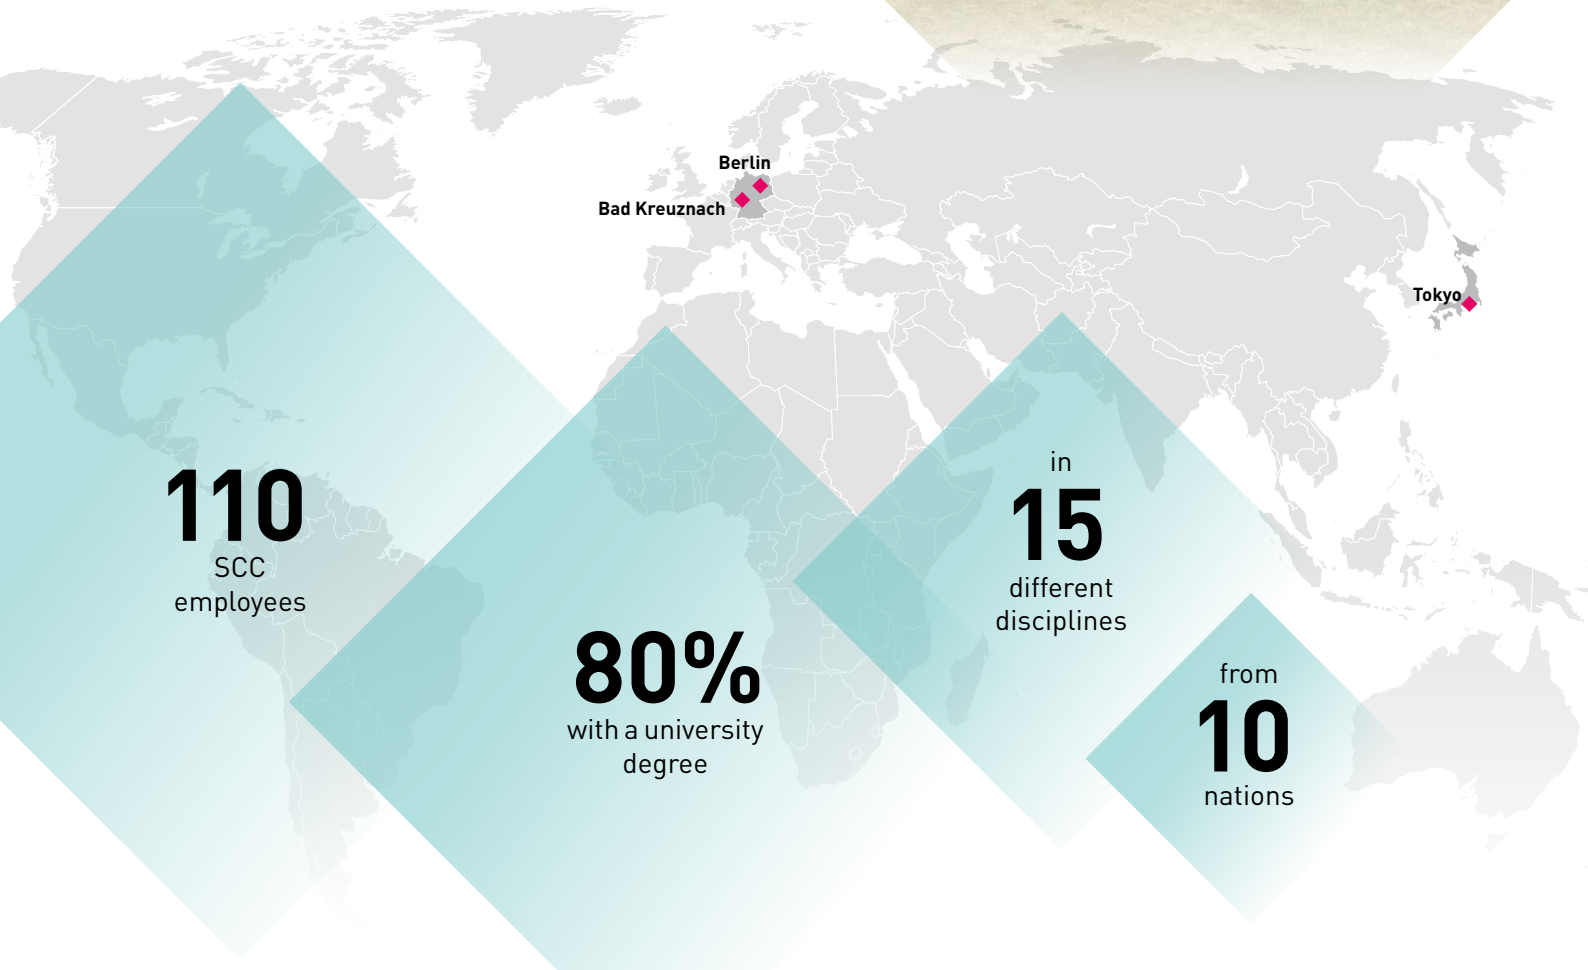 Berlin
Bad Kreuznach
Tokyo
110
SCC
employees
80%
with a university
degree
in
15
different
disciplines
from
10
nations